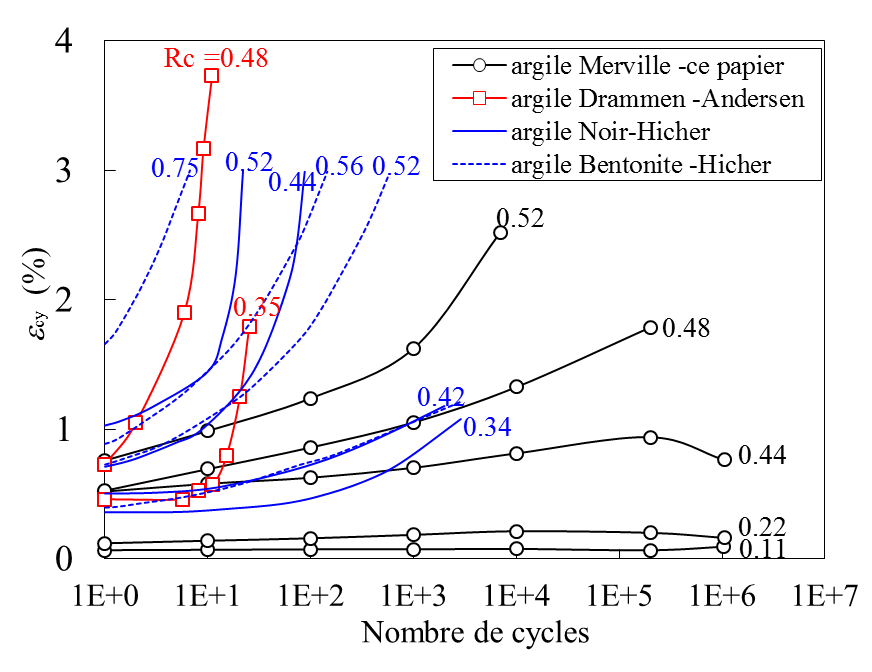 4
3
2
1
0
εcy (%)
Rc =0.48
0.75
0.52
0.44
0.56
0.52
0.35
0.52
0.48
0.42
0.34
0.44
0.22
0.11
argile Merville -ce papier
argile Drammen -Andersen
argile Noir-Hicher
argile Bentonite -Hicher
1E+0 1E+1 1E+2 1E+3 1E+4 1E+5 1E+6 1E+7
Nombre de cycles